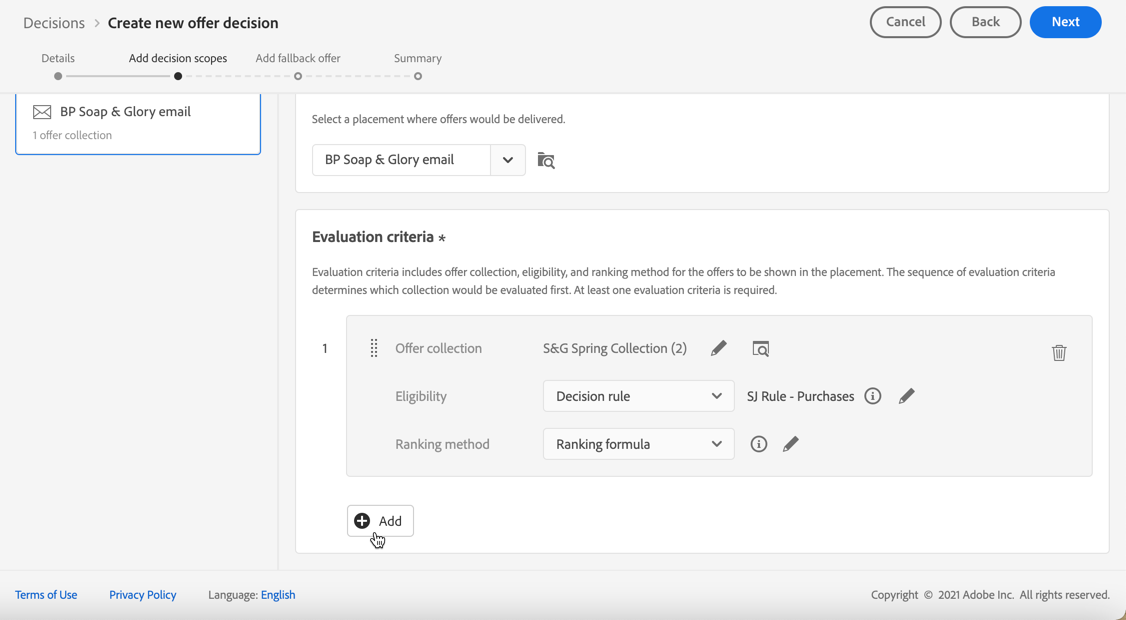 Decisions > Create new offer decision
Cancel
Back
Next
Details
Add decision scopes
Add fallback offer
Summary
BP Soap & Glory email
1 offer collection
Select a placement where offers would be delivered.
BP Soap & Glory email
Evaluation criteria *
Evaluation criteria includes offer collection, eligibility, and ranking method for the offers to be shown in the placement. The sequence of evaluation criteria
determines which collection would be evaluated first. At least one evaluation criteria is required.
1
Offer collection
S&G Spring Collection (2)
Eligibility
Decision rule
SJ Rule - Purchases
Ranking method
Ranking formula
Add
Terms of Use
Privacy Policy
Language: English
Copyright © 2021 Adobe Inc. All rights reserved.